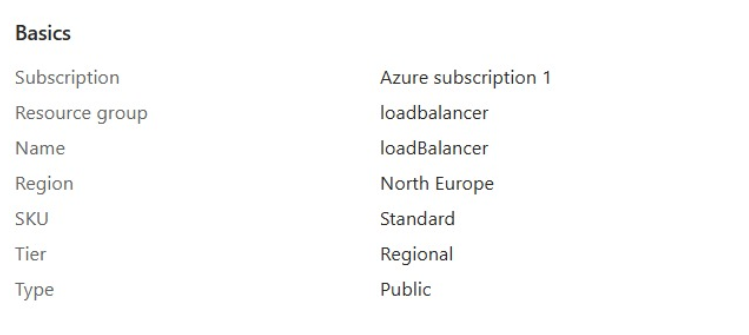 Basics
Subscription Azure subscription 1
Resource group loadbalancer
Name loadBalancer
Region North Europe
SKU Standard
Tier Regional
Type Public